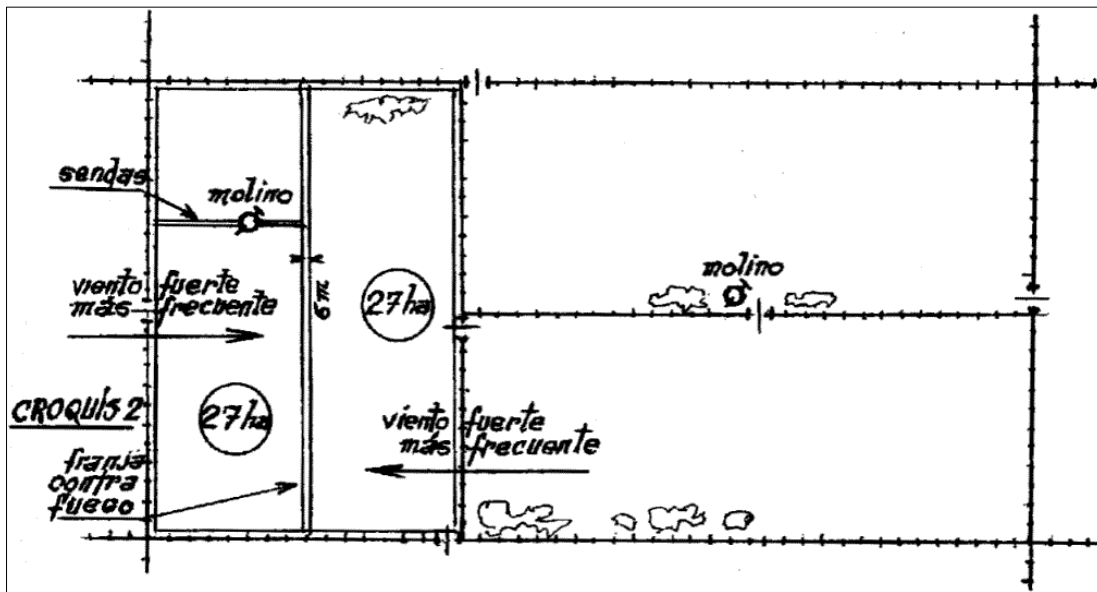 sendas
molino
viento fuerte
más frecuente
6 m
27 ha
molino
CROQUÍS 2
27 ha
viento fuerte
más frecuente
franja
contra
fuego